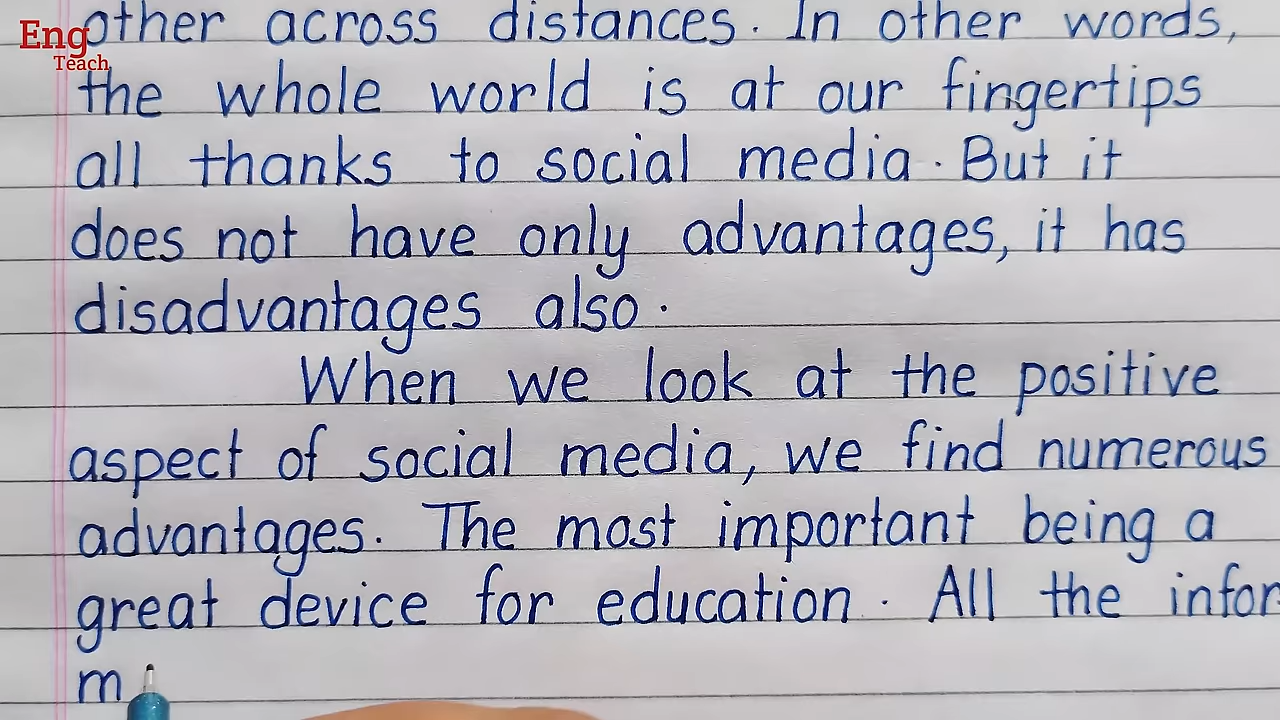 Eng
Teach
other across distances. In other words,
the whole world is at our fingertips
all thanks to social media. But it
does not have only advantages, it has
disadvantages also.
When we look at the positive
aspect of social media, we find numerous
advantages. The most important being a
great device for education. All the infor
m